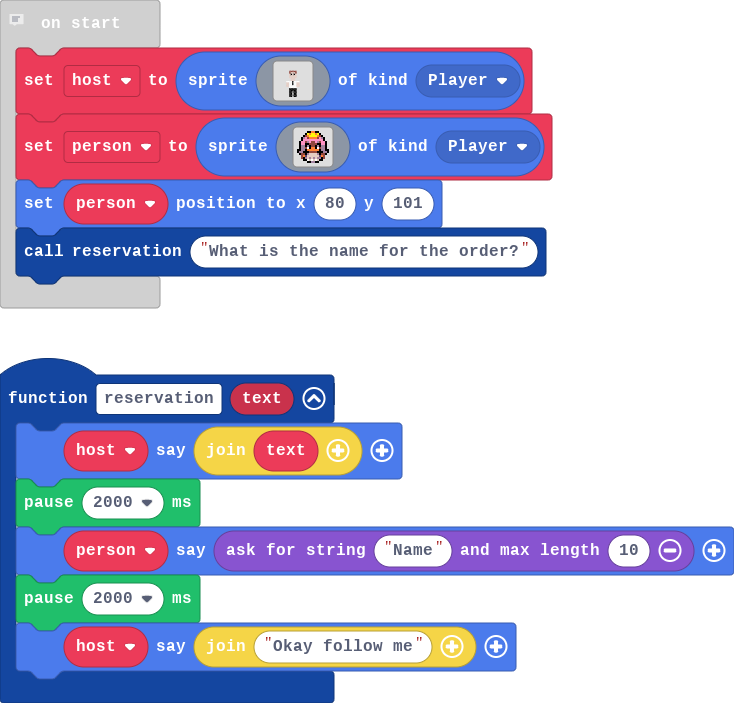 on start
set host to sprite of kind Player
set person to sprite of kind Player
set person position to x 80 y 101
call reservation "What is the name for the order?"
function reservation text
host say join text
pause 2000 ms
person say ask for string "Name" and max length 10
pause 2000 ms
host say join "Okay follow me"